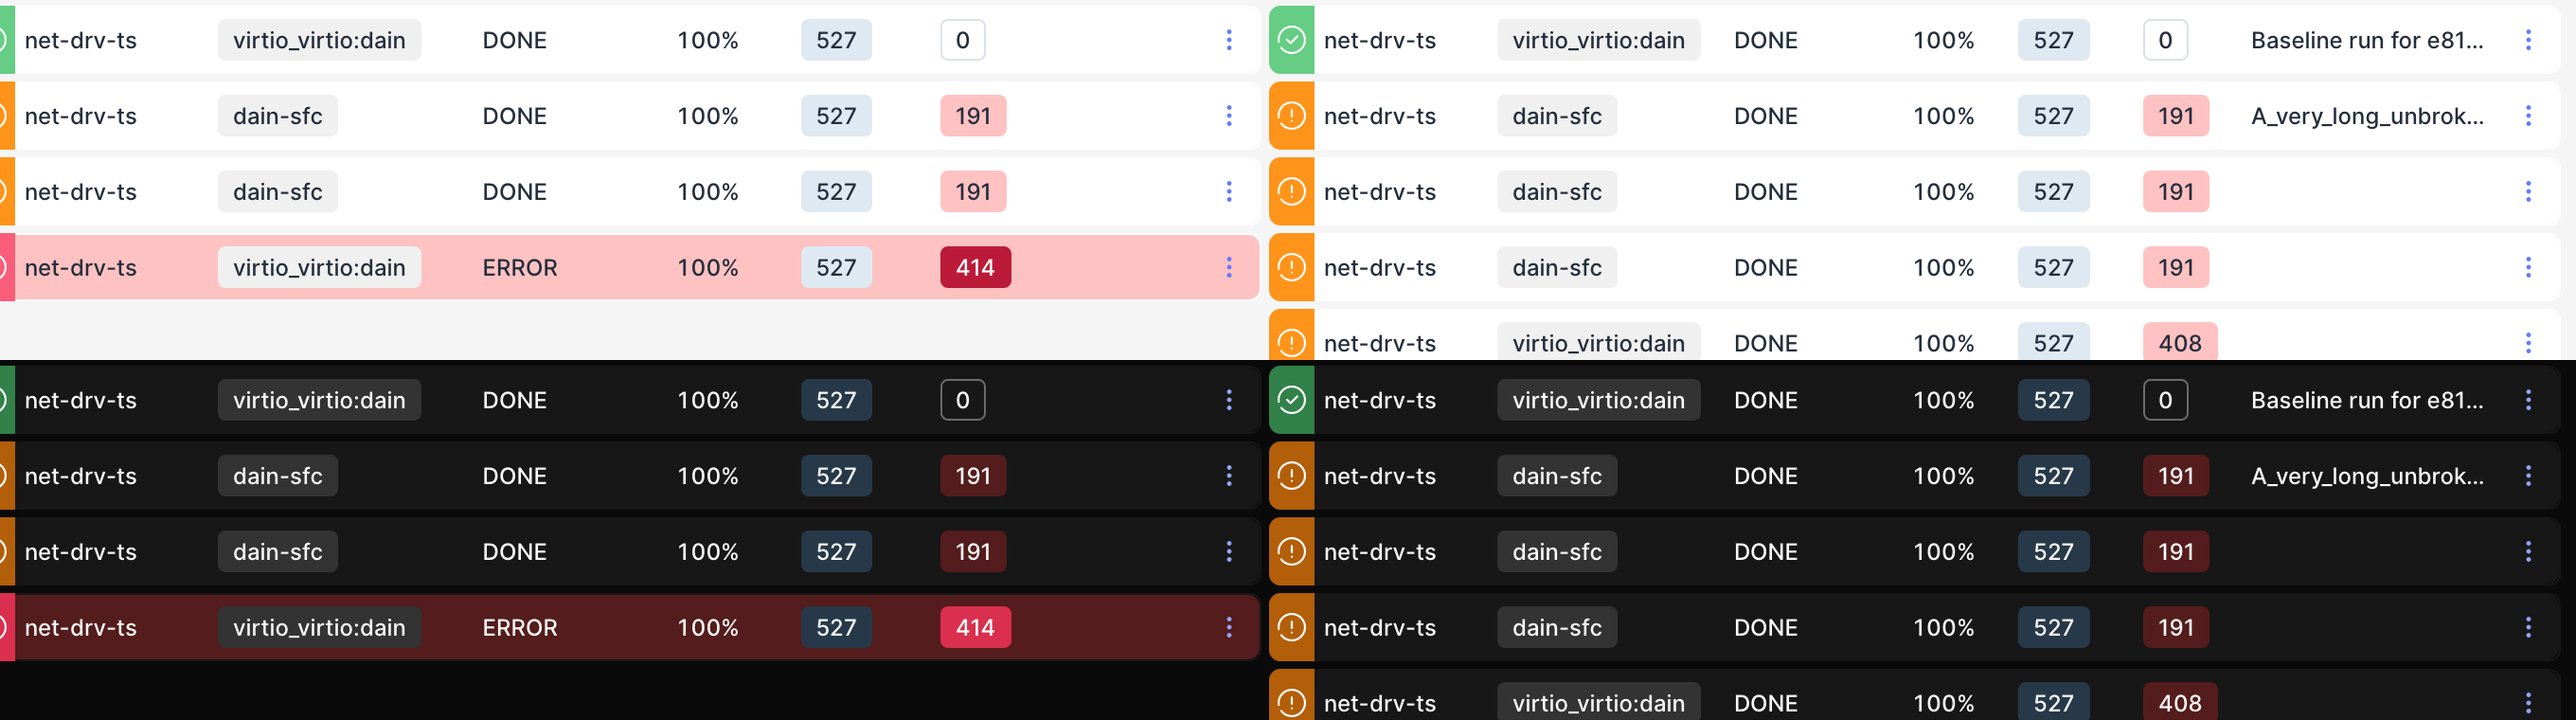 net-drv-ts virtio_virtio:dain DONE 100% 527 0
net-drv-ts dain-sfc DONE 100% 527 191
net-drv-ts dain-sfc DONE 100% 527 191
net-drv-ts virtio_virtio:dain ERROR 100% 527 414
net-drv-ts virtio_virtio:dain DONE 100% 527 0 Baseline run for e81...
net-drv-ts dain-sfc DONE 100% 527 191 A_very_long_unbrok...
net-drv-ts dain-sfc DONE 100% 527 191
net-drv-ts dain-sfc DONE 100% 527 191
net-drv-ts virtio_virtio:dain DONE 100% 527 408
net-drv-ts virtio_virtio:dain DONE 100% 527 0
net-drv-ts dain-sfc DONE 100% 527 191
net-drv-ts dain-sfc DONE 100% 527 191
net-drv-ts virtio_virtio:dain ERROR 100% 527 414
net-drv-ts virtio_virtio:dain DONE 100% 527 0 Baseline run for e81...
net-drv-ts dain-sfc DONE 100% 527 191 A_very_long_unbrok...
net-drv-ts dain-sfc DONE 100% 527 191
net-drv-ts dain-sfc DONE 100% 527 191
net-drv-ts virtio_virtio:dain DONE 100% 527 408